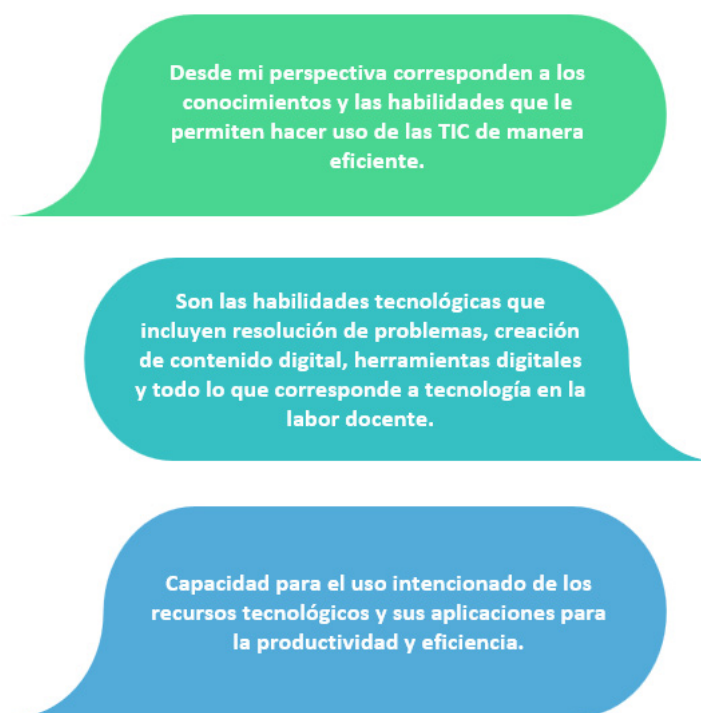 Desde mi perspectiva corresponden a los
conocimientos y las habilidades que le
permiten hacer uso de las TIC de manera
eficiente.
Son las habilidades tecnológicas que
incluyen resolución de problemas, creación
de contenido digital, herramientas digitales
y todo lo que corresponde a tecnología en la
labor docente.
Capacidad para el uso intencionado de los
recursos tecnológicos y sus aplicaciones para
la productividad y eficiencia.